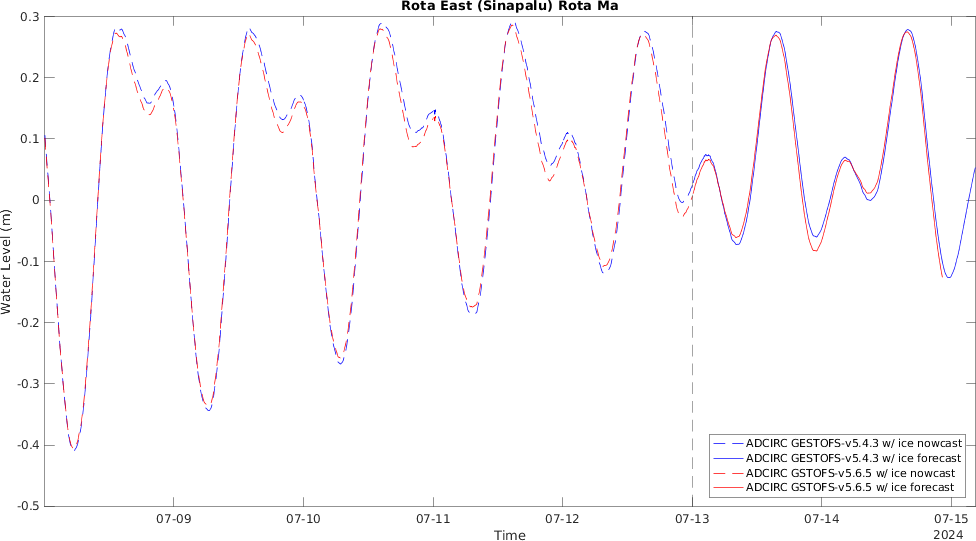 Rota East (Sinapalu) Rota Ma
0.3
0.2
0.1
0
-0.1
-0.2
-0.3
-0.4
-0.5
Water Level (m)
ADCIRC GESTOFS-v5.4.3 w/ ice nowcast
ADCIRC GESTOFS-v5.4.3 w/ ice forecast
ADCIRC GSTOFS-v5.6.5 w/ ice nowcast
ADCIRC GSTOFS-v5.6.5 w/ ice forecast
07-09 07-10 07-11 07-12 07-13 07-14 07-15
Time 2024